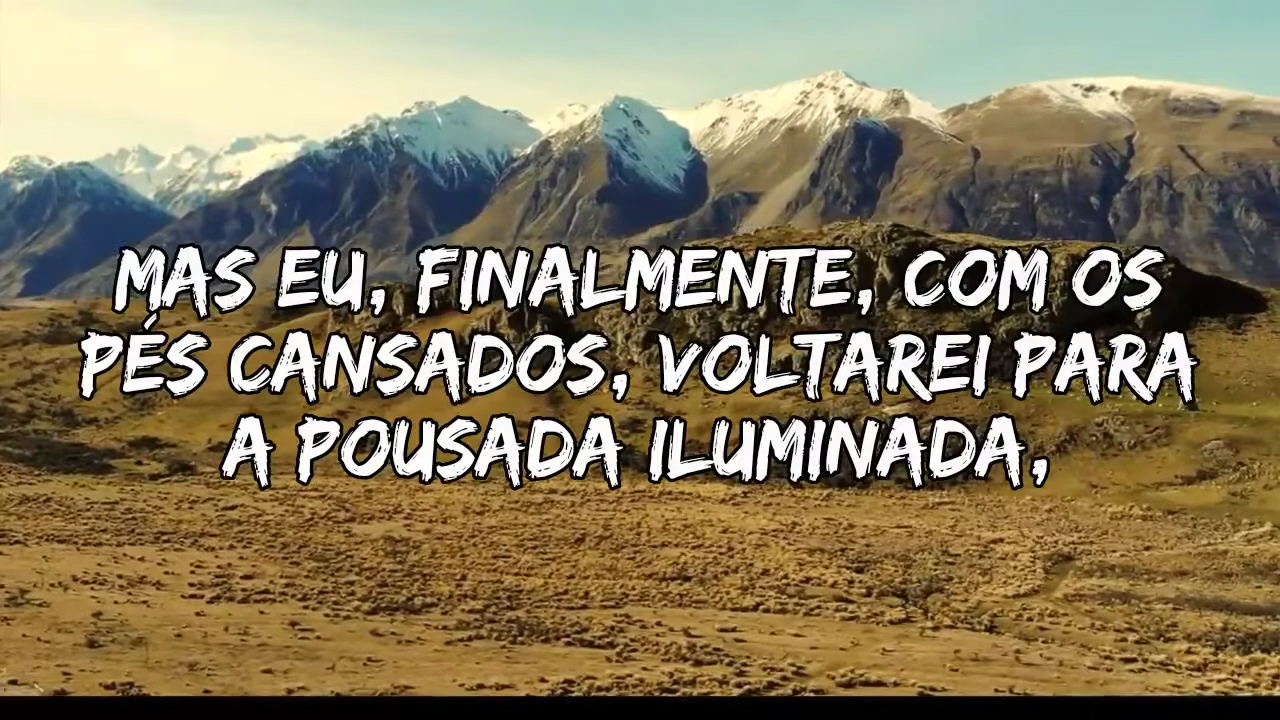 MAS EU, FINALMENTE, COM OS
PÉS CANSADOS, VOLTAREI PARA
A POUSADA ILUMINADA,